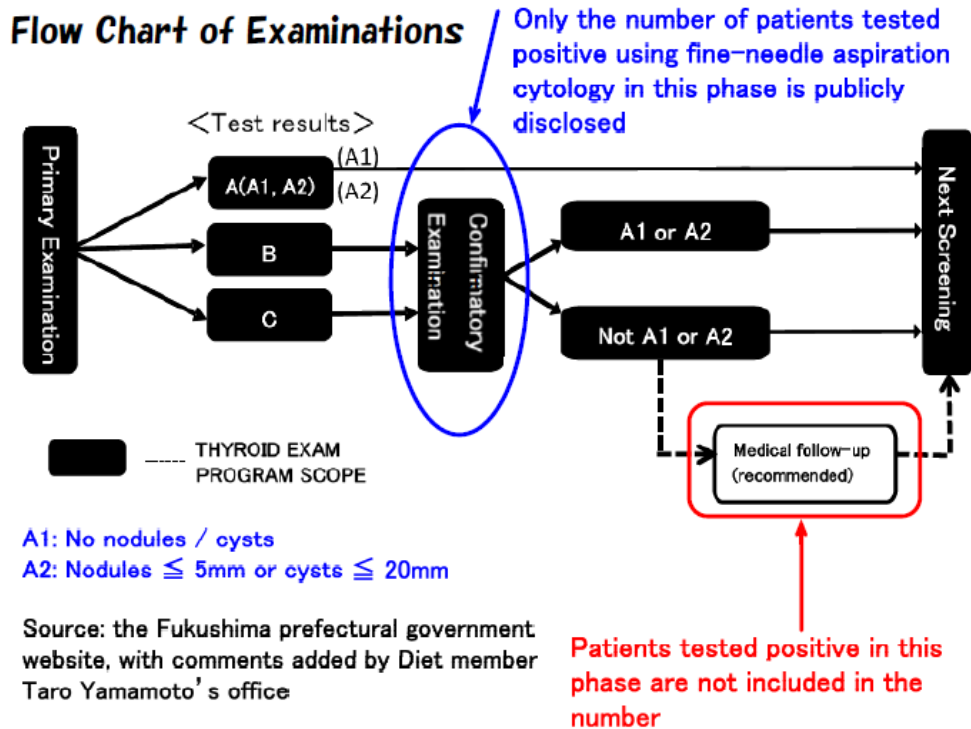 Flow Chart of Examinations
Only the number of patients tested
positive using fine-needle aspiration
cytology in this phase is publicly
disclosed
<Test results>
Primary Examination
A(A1, A2)
(A1)
(A2)
B
C
Confirmatory
Examination
A1 or A2
Not A1 or A2
Next Screening
Medical follow-up
(recommended)
THYROID EXAM
PROGRAM SCOPE
A1: No nodules / cysts
A2: Nodules ≦ 5mm or cysts ≦ 20mm
Source: the Fukushima prefectural government
website, with comments added by Diet member
Taro Yamamoto's office
Patients tested positive in this
phase are not included in the
number